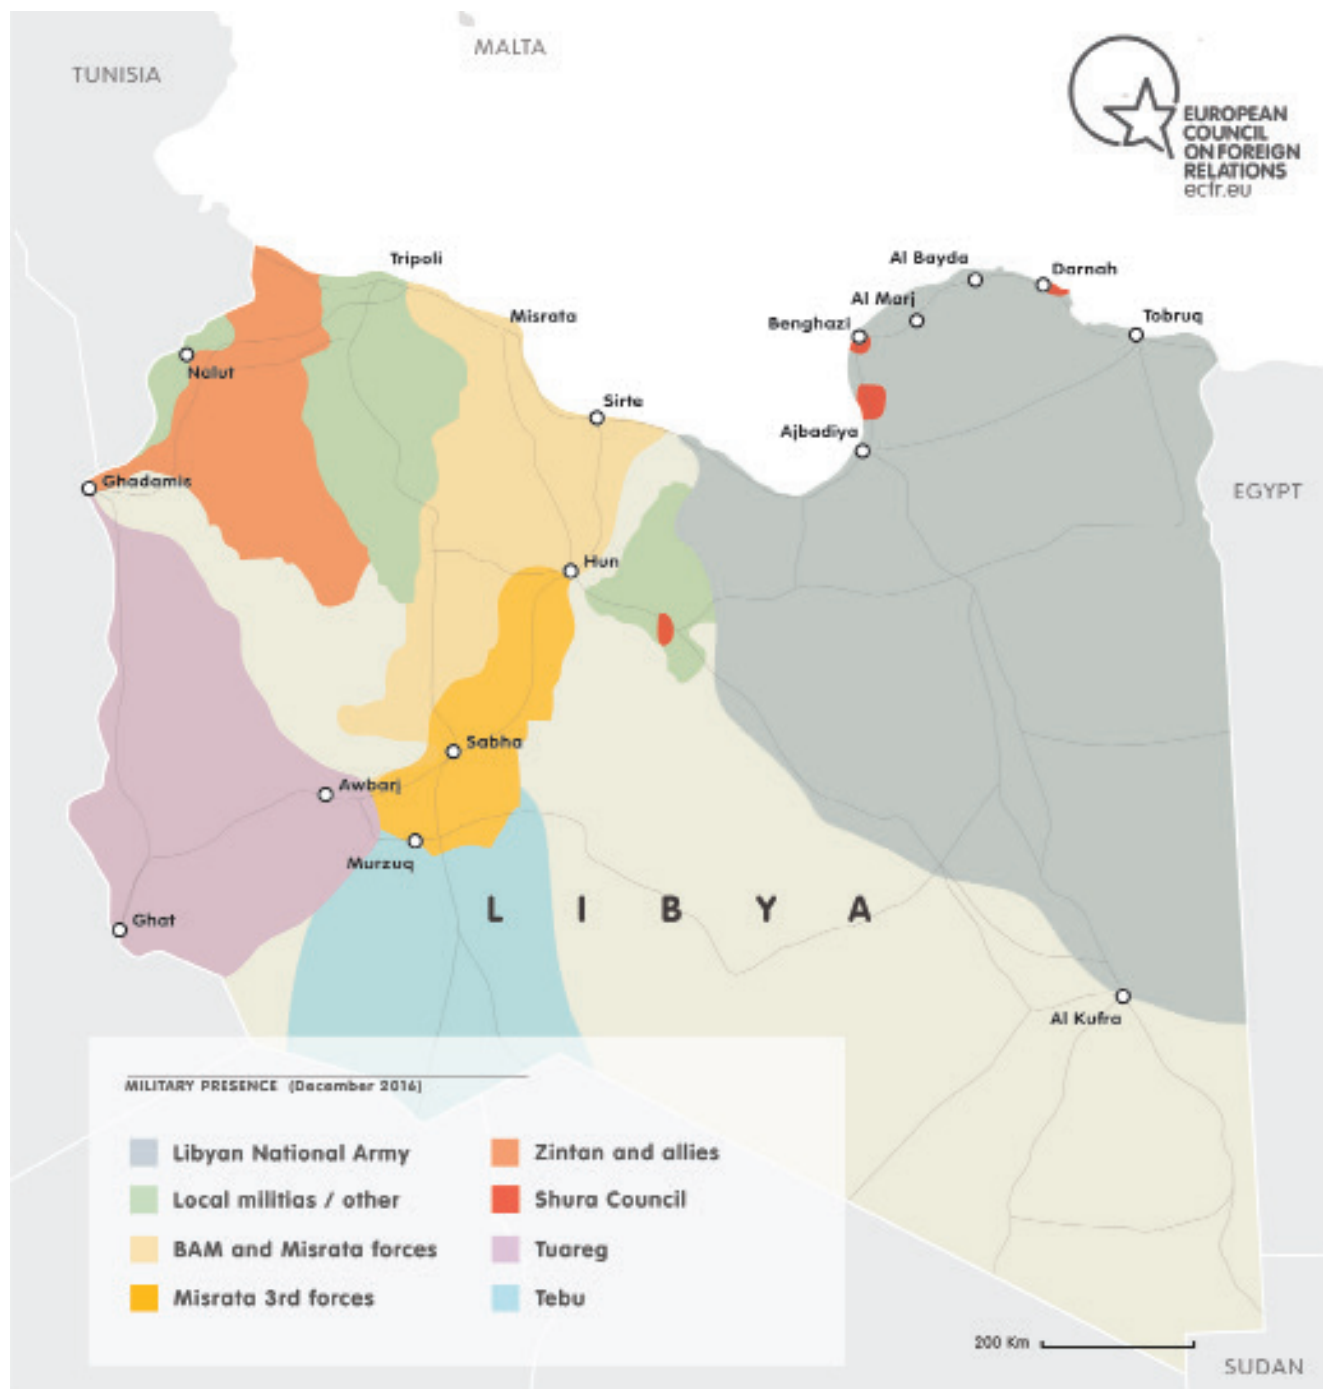 TUNISIA
MALTA
EUROPEAN
COUNCIL
ON FOREIGN
RELATIONS
ecfr.eu
Tripoli
Al Bayda
Darnah
Al Marj
Misrata
Benghazi
Tobruq
Nalut
Sirte
Ajbadiya
Ghadamis
EGYPT
Hun
Sabha
Awbarj
Murzuq
LIBYA
Ghat
Al Kufra
MILITARY PRESENCE (December 2016)
Libyan National Army
Local militias / other
BAM and Misrata forces
Misrata 3rd forces
Zintan and allies
Shura Council
Tuareg
Tebu
200 Km
SUDAN